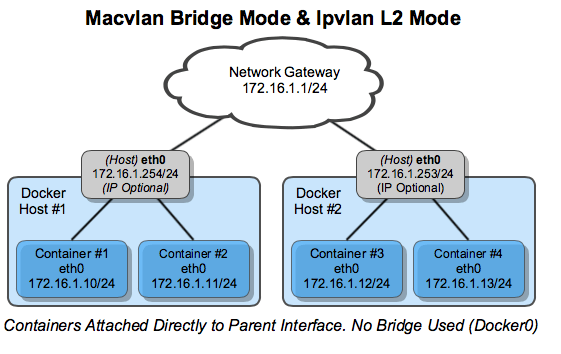 Macvlan Bridge Mode & Ipvlan L2 Mode
Network Gateway
172.16.1.1/24
(Host) eth0
172.16.1.254/24
(IP Optional)
(Host) eth0
172.16.1.253/24
(IP Optional)
Docker
Host #1
Docker
Host #2
Container #1
eth0
172.16.1.10/24
Container #2
eth0
172.16.1.11/24
Container #3
eth0
172.16.1.12/24
Container #4
eth0
172.16.1.13/24
Containers Attached Directly to Parent Interface. No Bridge Used (Docker0)